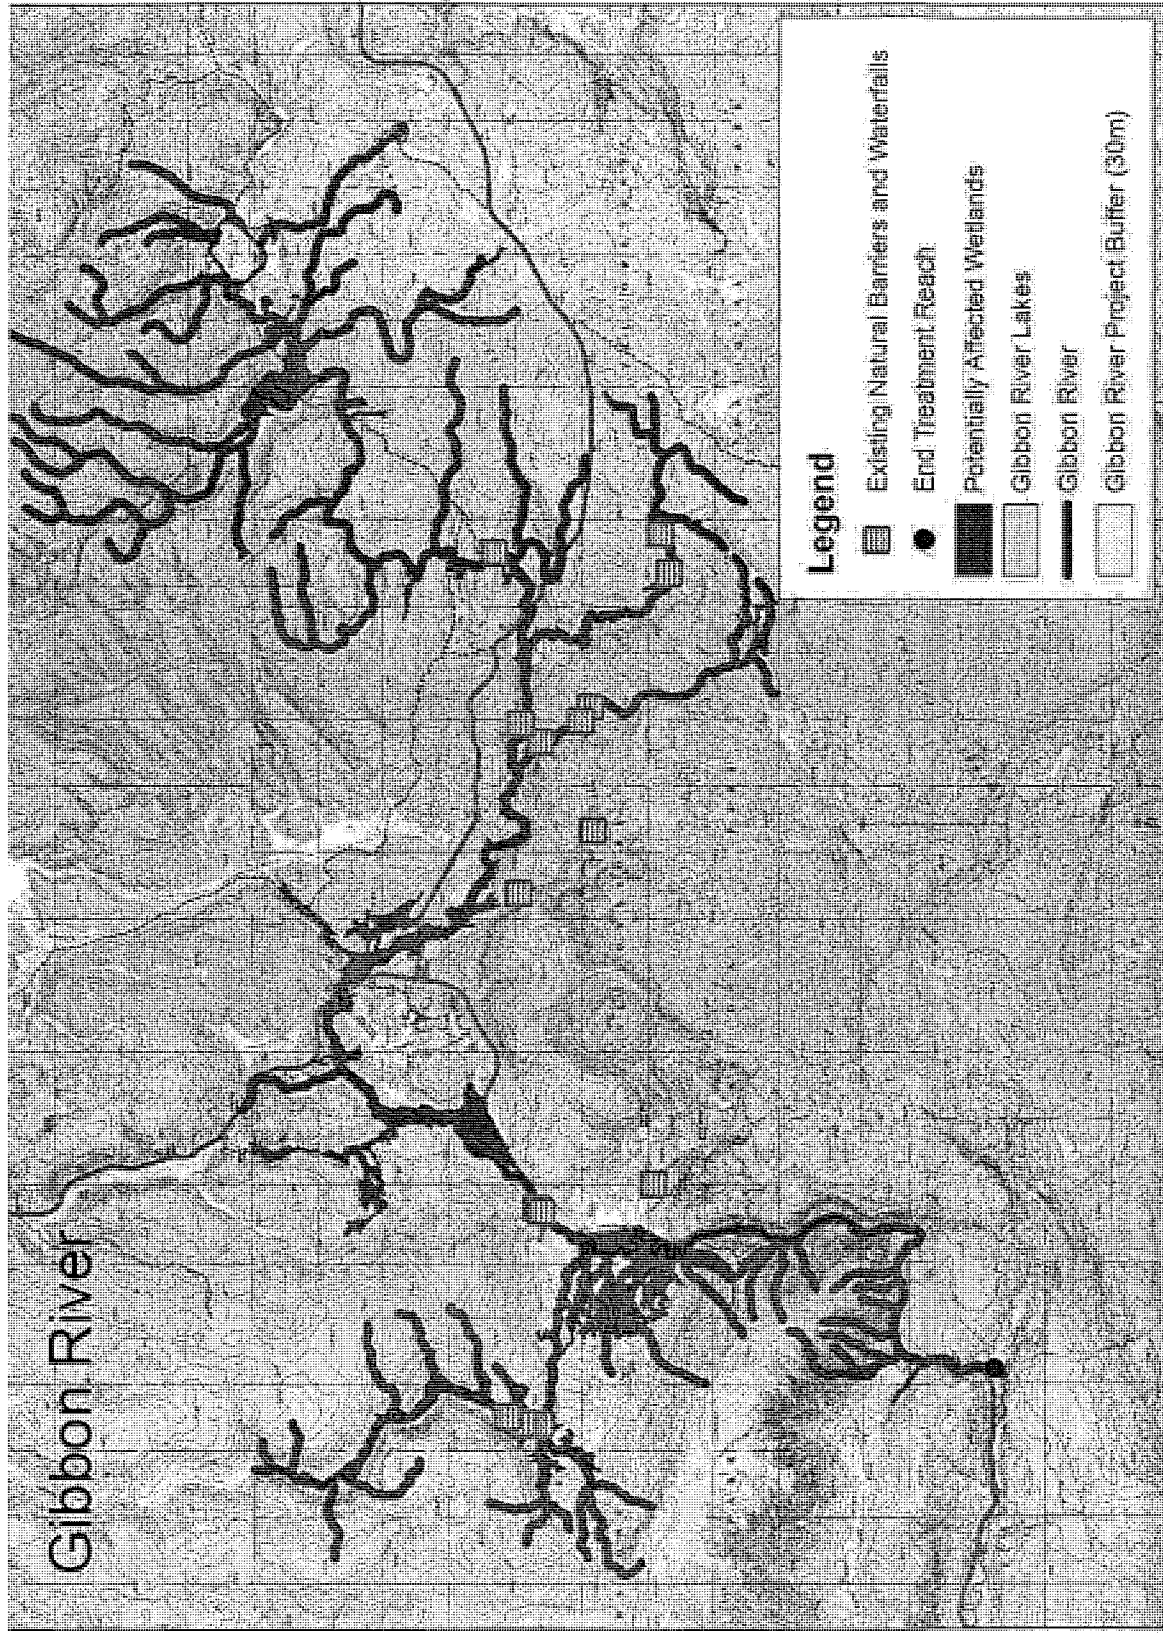 Gibbon River
Legend
Existing Natural Barriers and Waterfalls
End Treatment Reach
Potentially Affected Wetlands
Gibbon River Lakes
Gibbon River
Gibbon River Project Buffer (30m)